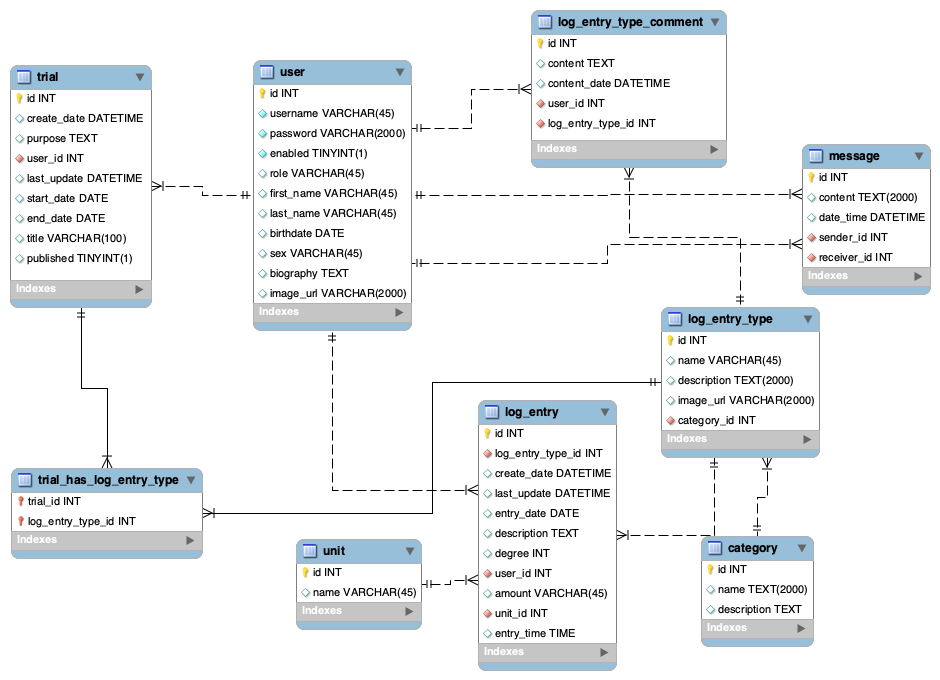 log_entry_type_comment
id INT
content TEXT
content_date DATETIME
user_id INT
log_entry_type_id INT
Indexes
trial
id INT
create_date DATETIME
purpose TEXT
user_id INT
last_update DATETIME
start_date DATE
end_date DATE
title VARCHAR(100)
published TINYINT(1)
Indexes
user
id INT
username VARCHAR(45)
password VARCHAR(2000)
enabled TINYINT(1)
role VARCHAR(45)
first_name VARCHAR(45)
last_name VARCHAR(45)
birthdate DATE
sex VARCHAR(45)
biography TEXT
image_url VARCHAR(2000)
Indexes
message
id INT
content TEXT(2000)
date_time DATETIME
sender_id INT
receiver_id INT
Indexes
log_entry_type
id INT
name VARCHAR(45)
description TEXT(2000)
image_url VARCHAR(2000)
category_id INT
Indexes
log_entry
id INT
log_entry_type_id INT
create_date DATETIME
last_update DATETIME
entry_date DATE
description TEXT
degree INT
user_id INT
amount VARCHAR(45)
unit_id INT
entry_time TIME
Indexes
trial_has_log_entry_type
trial_id INT
log_entry_type_id INT
Indexes
unit
id INT
name VARCHAR(45)
Indexes
category
id INT
name TEXT(2000)
description TEXT
Indexes